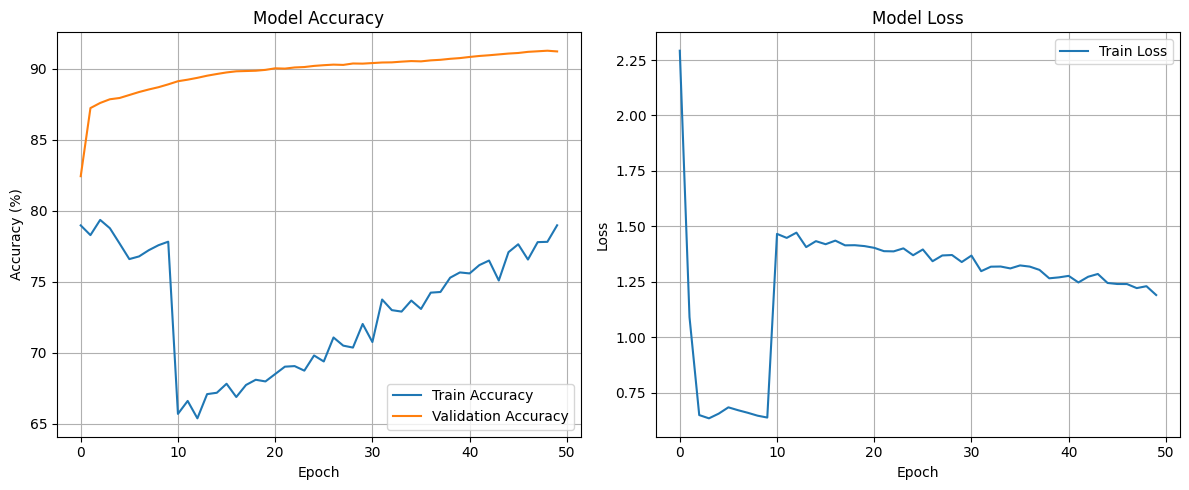 Model Accuracy
Accuracy (%)
90
85
80
75
70
65
0 10 20 30 40 50
Epoch
Train Accuracy
Validation Accuracy
Model Loss
Loss
2.25
2.00
1.75
1.50
1.25
1.00
0.75
0 10 20 30 40 50
Epoch
Train Loss